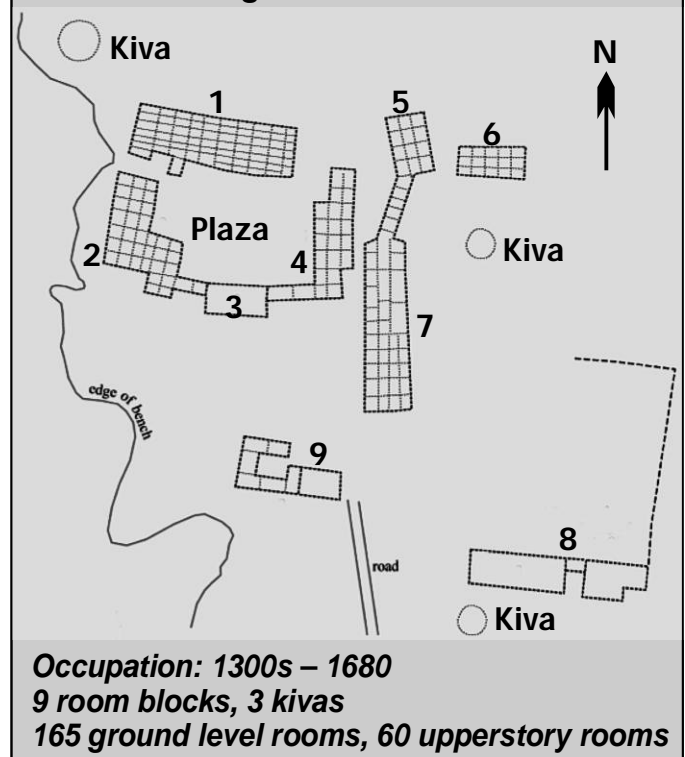 Kiva
N
1
5
6
Plaza
2
4
Kiva
3
7
edge of bench
9
8
road
Kiva
Occupation: 1300s – 1680
9 room blocks, 3 kivas
165 ground level rooms, 60 upperstory rooms